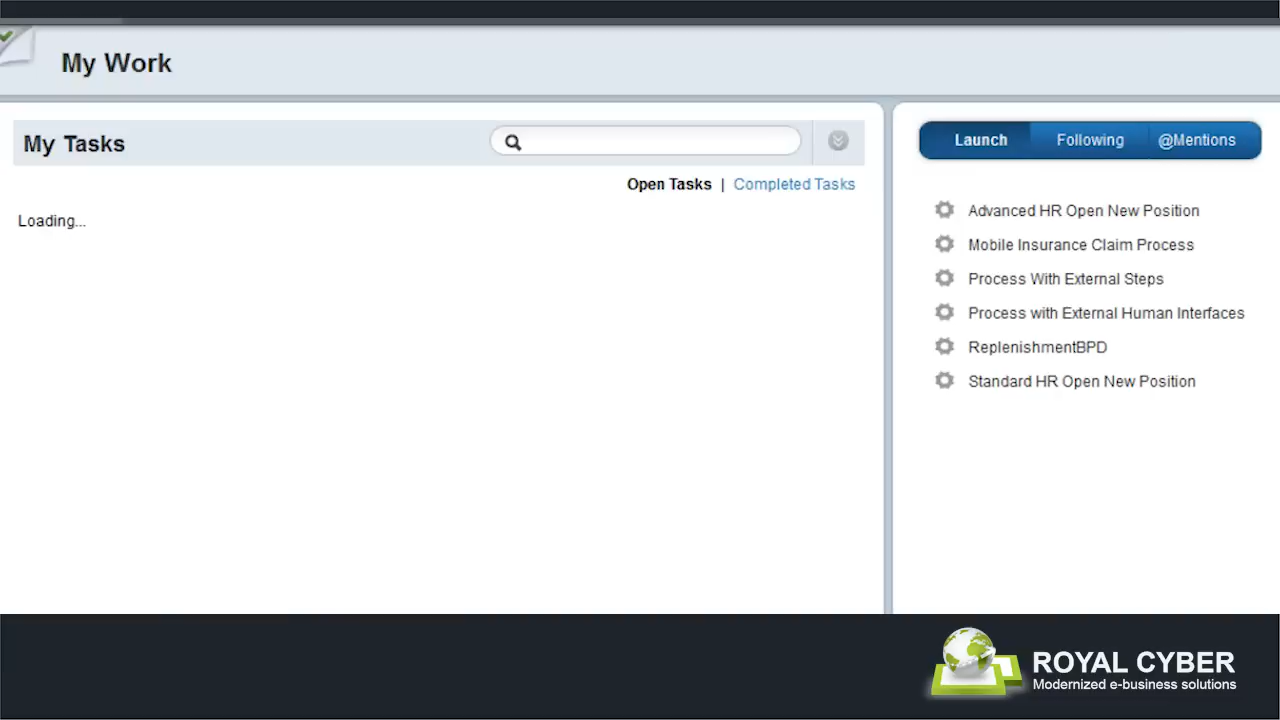 My Work
My Tasks
Open Tasks | Completed Tasks
Loading...
Launch Following @Mentions
Advanced HR Open New Position
Mobile Insurance Claim Process
Process With External Steps
Process with External Human Interfaces
ReplenishmentBPD
Standard HR Open New Position
ROYAL CYBER
Modernized e-business solutions